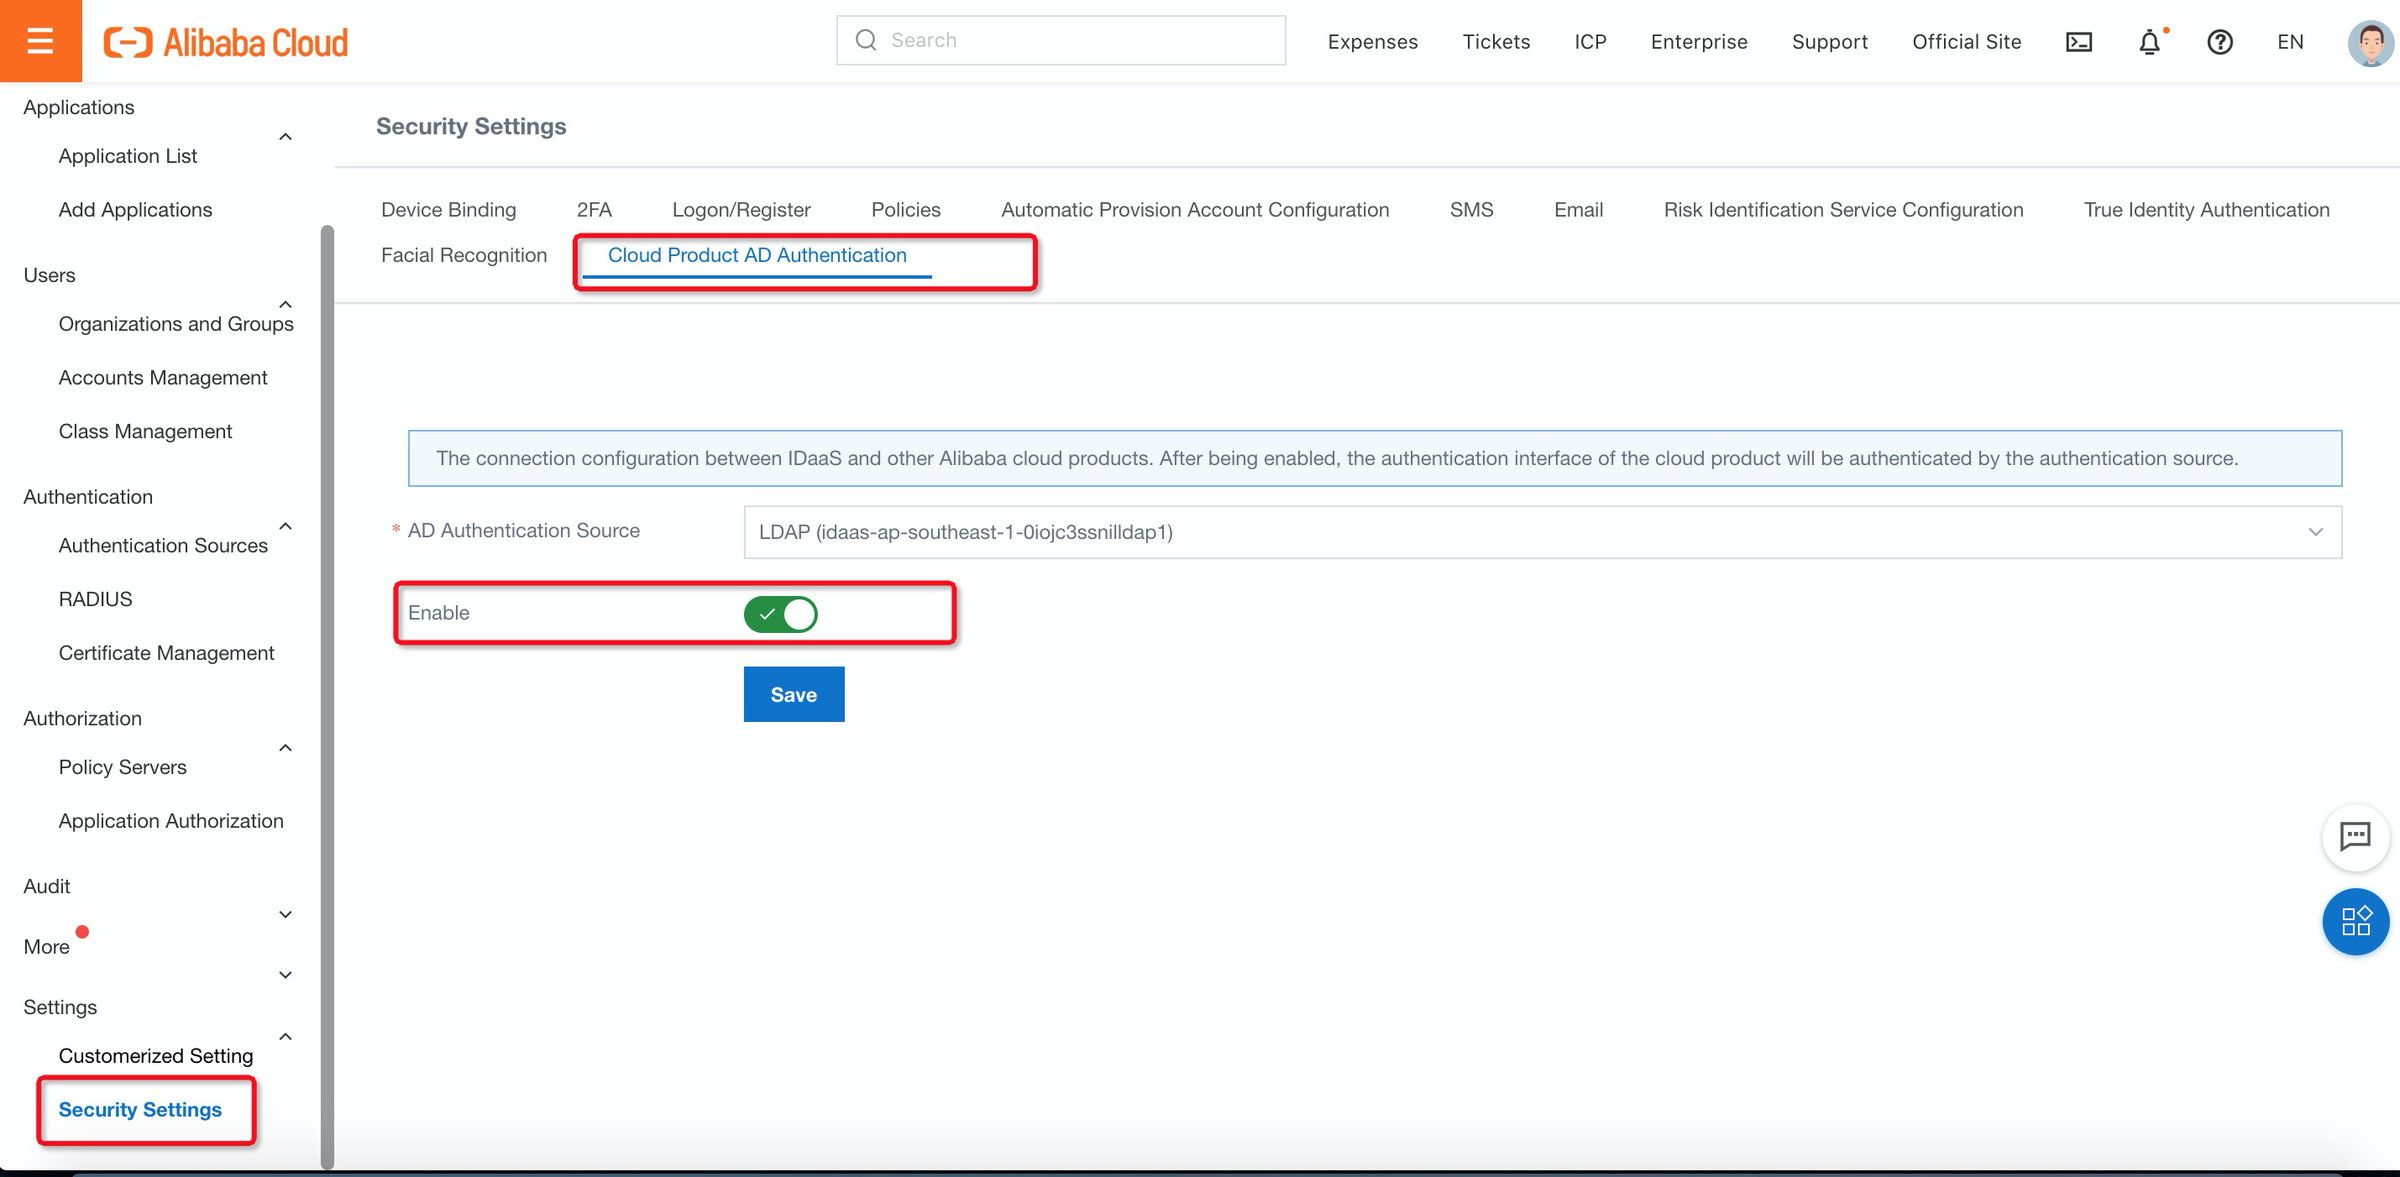 Alibaba Cloud
Search
Expenses
Tickets
ICP
Enterprise
Support
Official Site
EN
Applications
Application List
Add Applications
Users
Organizations and Groups
Accounts Management
Class Management
Authentication
Authentication Sources
RADIUS
Certificate Management
Authorization
Policy Servers
Application Authorization
Audit
More
Settings
Customerized Setting
Security Settings
Security Settings
Device Binding
2FA
Logon/Register
Policies
Automatic Provision Account Configuration
SMS
Email
Risk Identification Service Configuration
True Identity Authentication
Facial Recognition
Cloud Product AD Authentication
The connection configuration between IDaaS and other Alibaba cloud products. After being enabled, the authentication interface of the cloud product will be authenticated by the authentication source.
* AD Authentication Source
LDAP (idaas-ap-southeast-1-0iojc3ssnilldap1)
Enable
Save